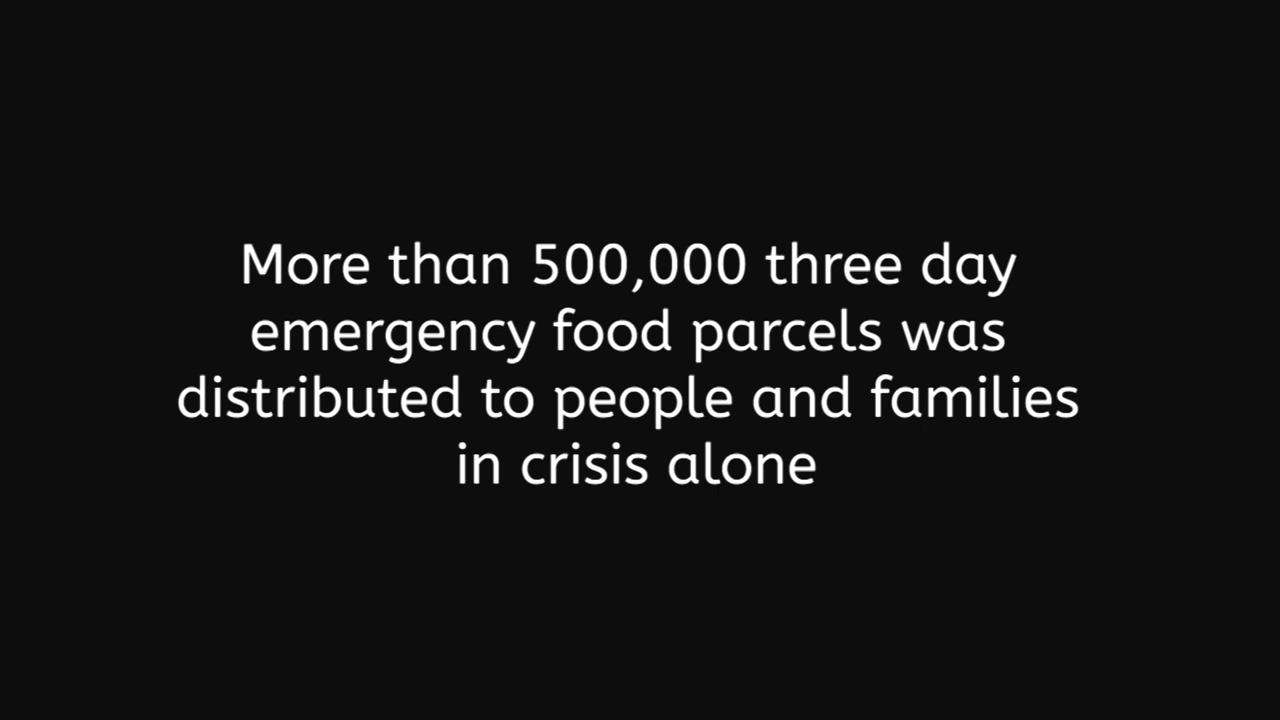 More than 500,000 three day
emergency food parcels was
distributed to people and families
in crisis alone